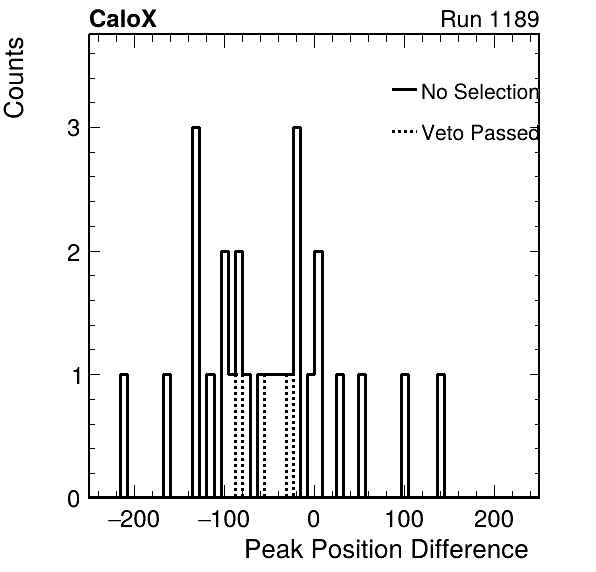 CaloX Run 1189
Counts
No Selection
Veto Passed
3
2
1
0
−200 −100 0 100 200
Peak Position Difference